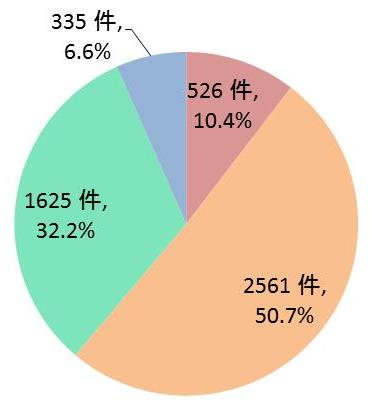 335 件,
6.6%
526 件,
10.4%
1625 件,
32.2%
2561 件,
50.7%